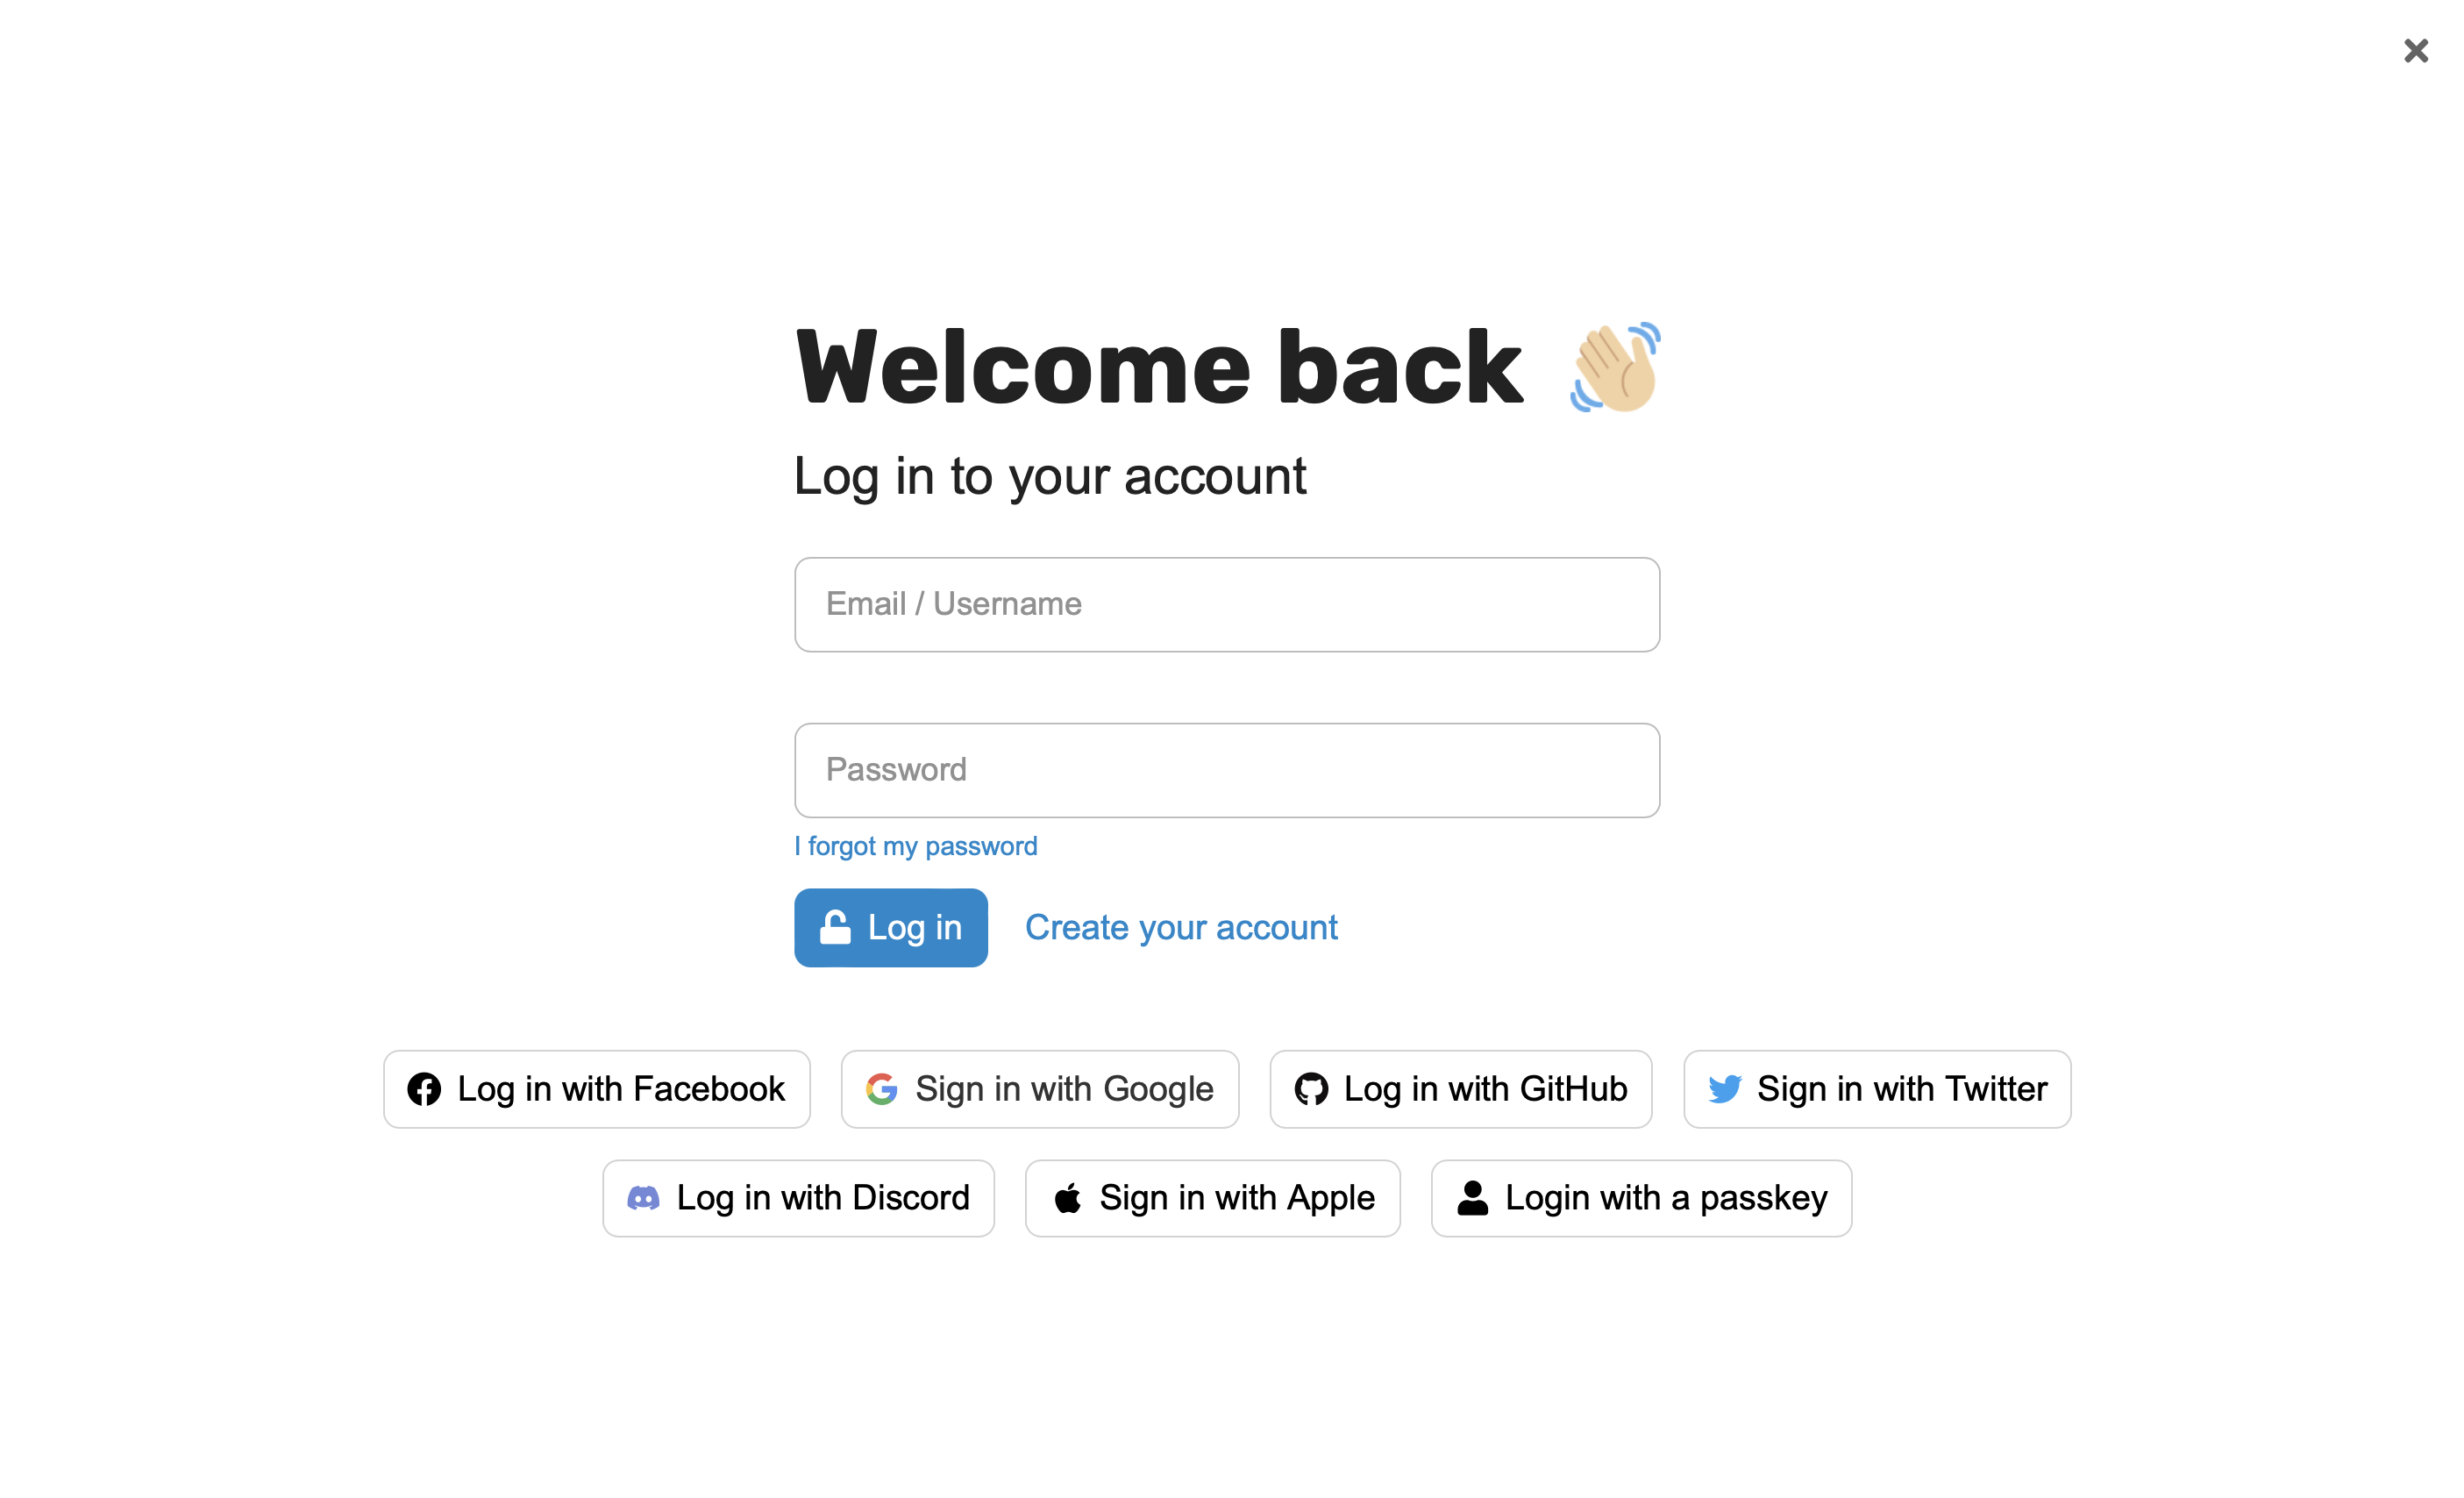 Welcome back 👋🏼
Log in to your account
Email / Username
Password
I forgot my password
Log in Create your account
Log in with Facebook Sign in with Google Log in with GitHub Sign in with Twitter
Log in with Discord Sign in with Apple Login with a passkey